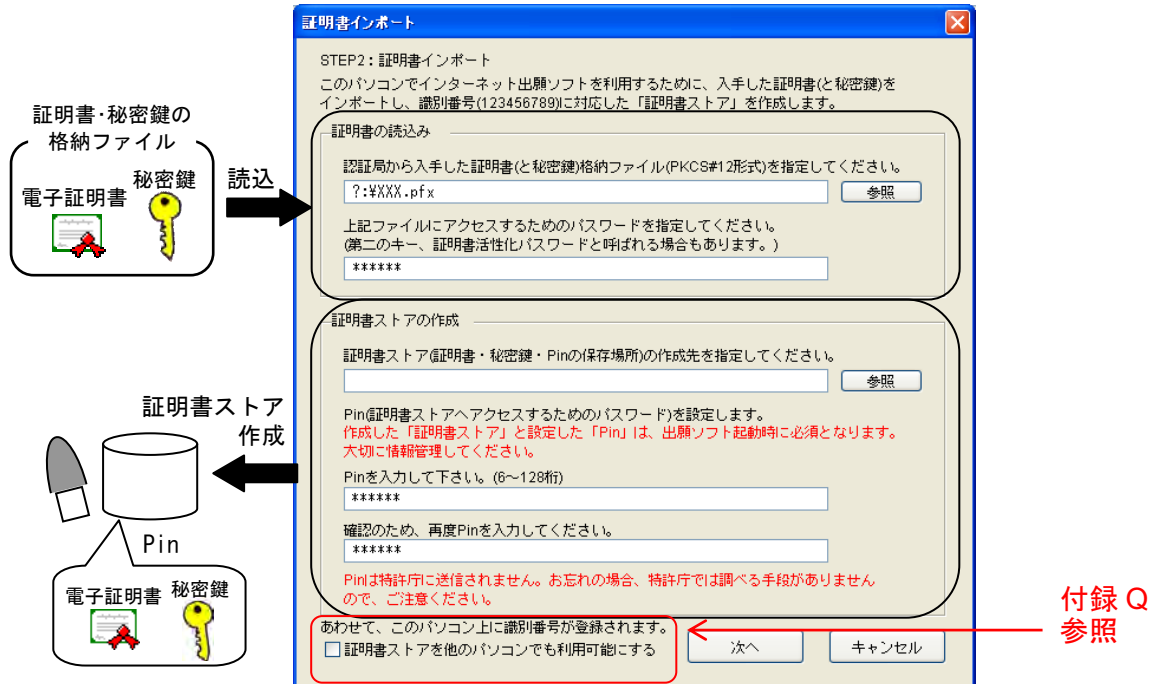 証明書インポート
STEP2：証明書インポート
このパソコンでインターネット出願ソフトを利用するために、入手した証明書(と秘密鍵)を
インポートし、識別番号(123456789)に対応した「証明書ストア」を作成します。
証明書・秘密鍵の
格納ファイル
電子証明書
秘密鍵
読込
証明書の読込み
認証局から入手した証明書(と秘密鍵)格納ファイル(PKCS#12形式)を指定してください。
?:¥XXX.pfx
参照
上記ファイルにアクセスするためのパスワードを指定してください。
(第二のキー、証明書活性化パスワードと呼ばれる場合もあります。)
******
証明書ストアの作成
証明書ストア(証明書・秘密鍵・Pinの保存場所)の作成先を指定してください。
参照
証明書ストア
作成
Pin(証明書ストアへアクセスするためのパスワード)を設定します。
作成した「証明書ストア」と設定した「Pin」は、出願ソフト起動時に必須となります。
大切に情報管理してください。
Pinを入力して下さい。(6～128桁)
******
確認のため、再度Pinを入力してください。
******
Pinは特許庁に送信されません。お忘れの場合、特許庁では調べる手段がありません
ので、ご注意ください。
Pin
電子証明書
秘密鍵
あわせて、このパソコン上に識別番号が登録されます。
証明書ストアを他のパソコンでも利用可能にする
次へ
キャンセル
付録 Q
参照